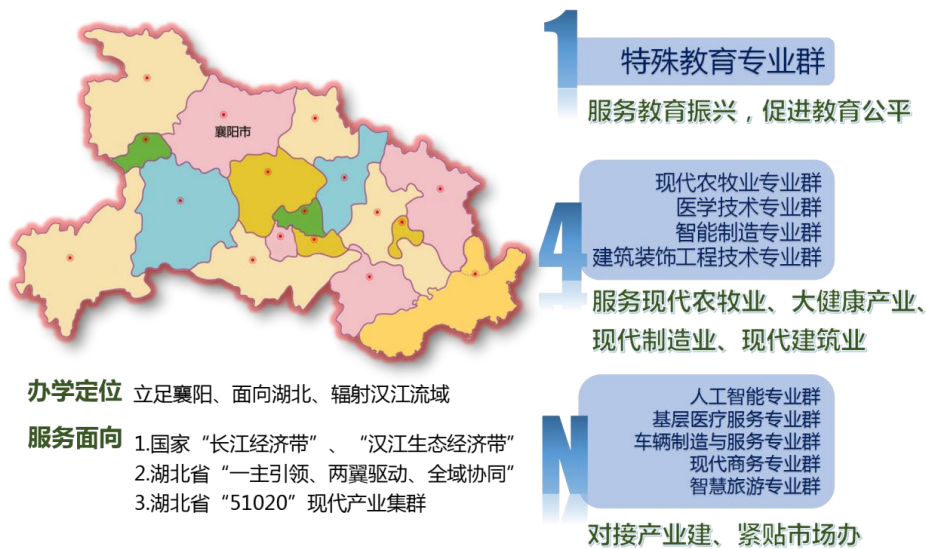 襄阳市
办学定位 立足襄阳、面向湖北、辐射汉江流域
服务面向 1.国家“长江经济带”、“汉江生态经济带”
2.湖北省“一主引领、两翼驱动、全域协同”
3.湖北省“51020”现代产业集群
1
特殊教育专业群
服务教育振兴，促进教育公平
4
现代农牧业专业群
医学技术专业群
智能制造专业群
建筑装饰工程技术专业群
服务现代农牧业、大健康产业、
现代制造业、现代建筑业
N
人工智能专业群
基层医疗服务专业群
车辆制造与服务专业群
现代商务专业群
智慧旅游专业群
对接产业建、紧贴市场办